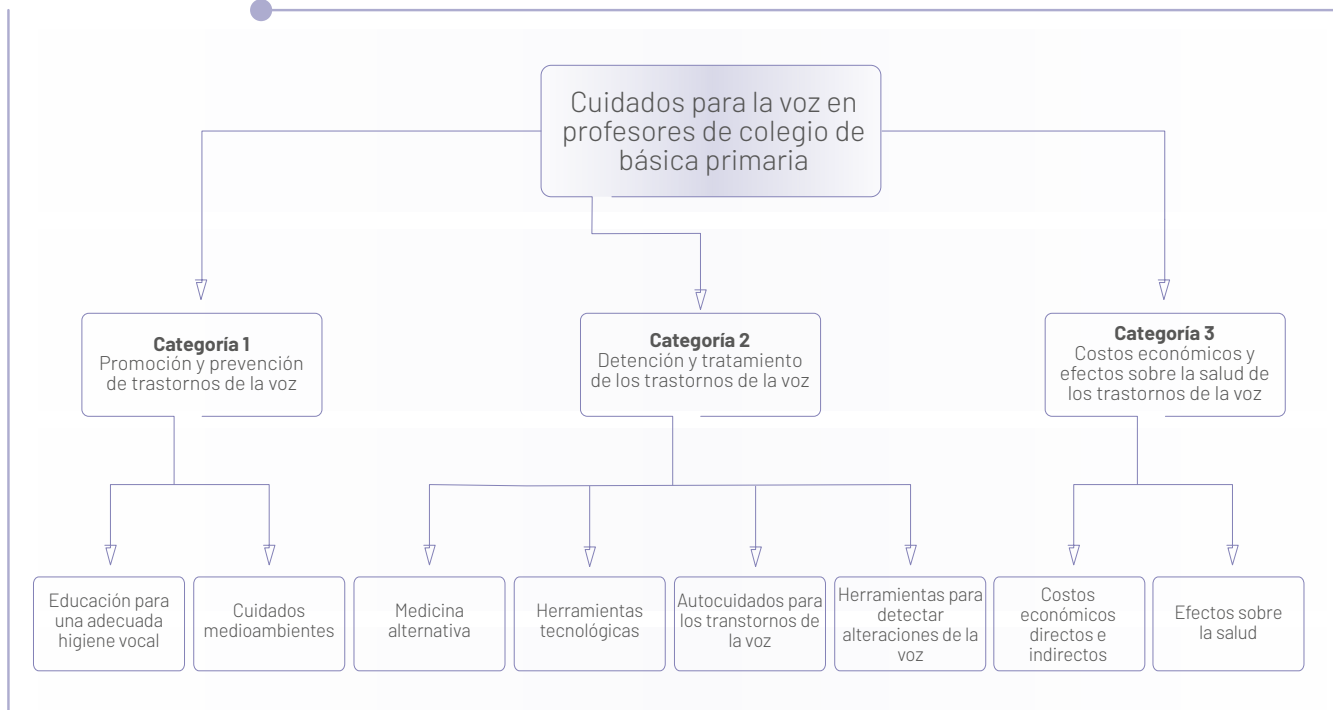 Cuidados para la voz en
profesores de colegio de
básica primaria
Categoría 1
Promoción y prevención
de trastornos de la voz
Categoría 2
Detención y tratamiento
de los trastornos de la voz
Categoría 3
Costos económicos y
efectos sobre la salud de
los trastornos de la voz
Educación para
una adecuada
higiene vocal
Cuidados
medioambientes
Medicina
alternativa
Herramientas
tecnológicas
Autocuidados para
los transtornos de
la voz
Herramientas para
detectar
alteraciones de la
voz
Costos
económicos
directos e
indirectos
Efectos sobre
la salud